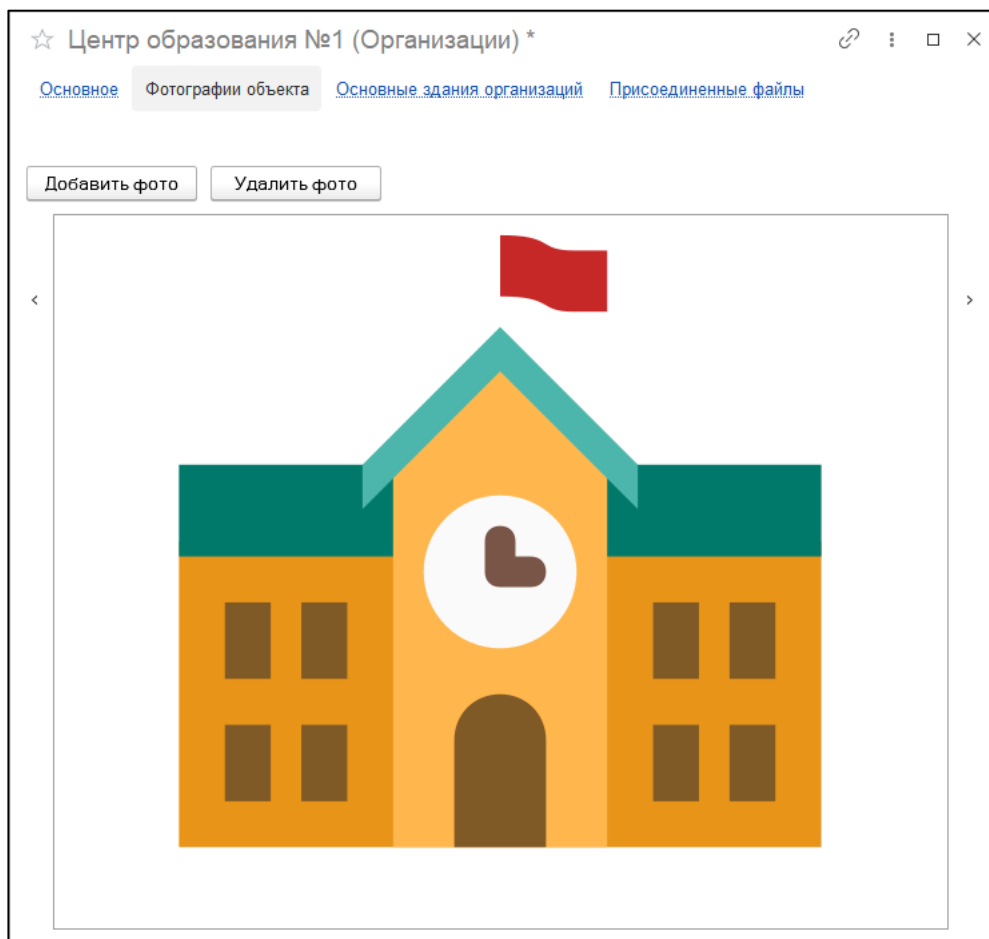 Центр образования №1 (Организации) *
Основное Фотографии объекта Основные здания организаций Присоединенные файлы
Добавить фото Удалить фото